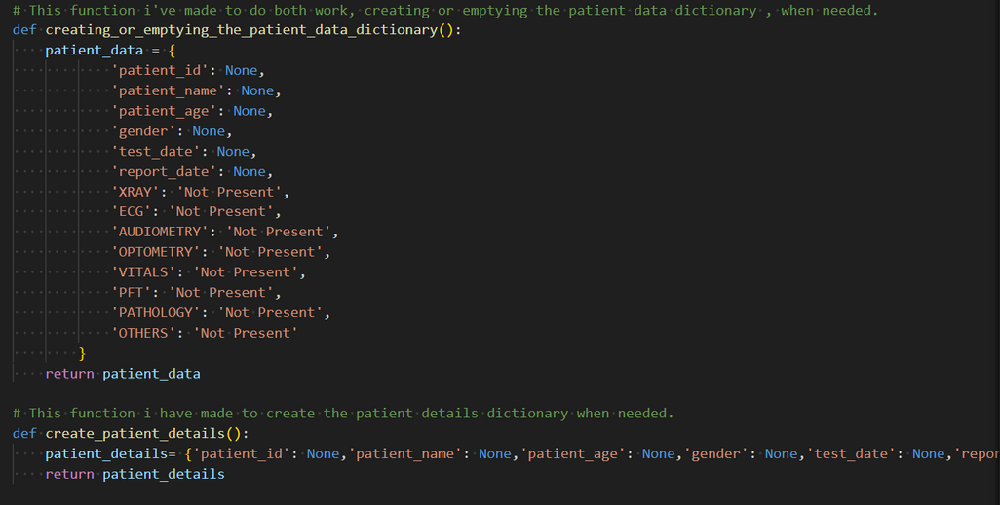 # This function i've made to do both work, creating or emptying the patient data dictionary , when needed.
def creating_or_emptying_the_patient_data_dictionary():
    patient_data = {
            'patient_id': None,
            'patient_name': None,
            'patient_age': None,
            'gender': None,
            'test_date': None,
            'report_date': None,
            'XRAY': 'Not Present',
            'ECG': 'Not Present',
            'AUDIOMETRY': 'Not Present',
            'OPTOMETRY': 'Not Present',
            'VITALS': 'Not Present',
            'PFT': 'Not Present',
            'PATHOLOGY': 'Not Present',
            'OTHERS': 'Not Present'
        }
    return patient_data
# This function i have made to create the patient details dictionary when needed.
def create_patient_details():
    patient_details= {'patient_id': None,'patient_name': None,'patient_age': None,'gender': None,'test_date': None,'repor
    return patient_details